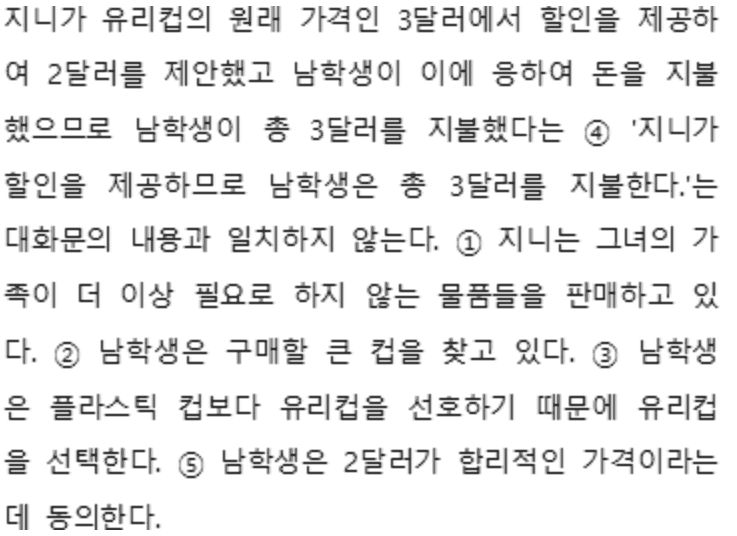 지니가 유리컵의 원래 가격인 3달러에서 할인을 제공하
여 2달러를 제안했고 남학생이 이에 응하여 돈을 지불
했으므로 남학생이 총 3달러를 지불했다는 ④ '지니가
할인을 제공하므로 남학생은 총 3달러를 지불한다.'는
대화문의 내용과 일치하지 않는다. ① 지니는 그녀의 가
족이 더 이상 필요로 하지 않는 물품들을 판매하고 있
다. ② 남학생은 구매할 큰 컵을 찾고 있다. ③ 남학생
은 플라스틱 컵보다 유리컵을 선호하기 때문에 유리컵
을 선택한다. ⑤ 남학생은 2달러가 합리적인 가격이라는
데 동의한다.